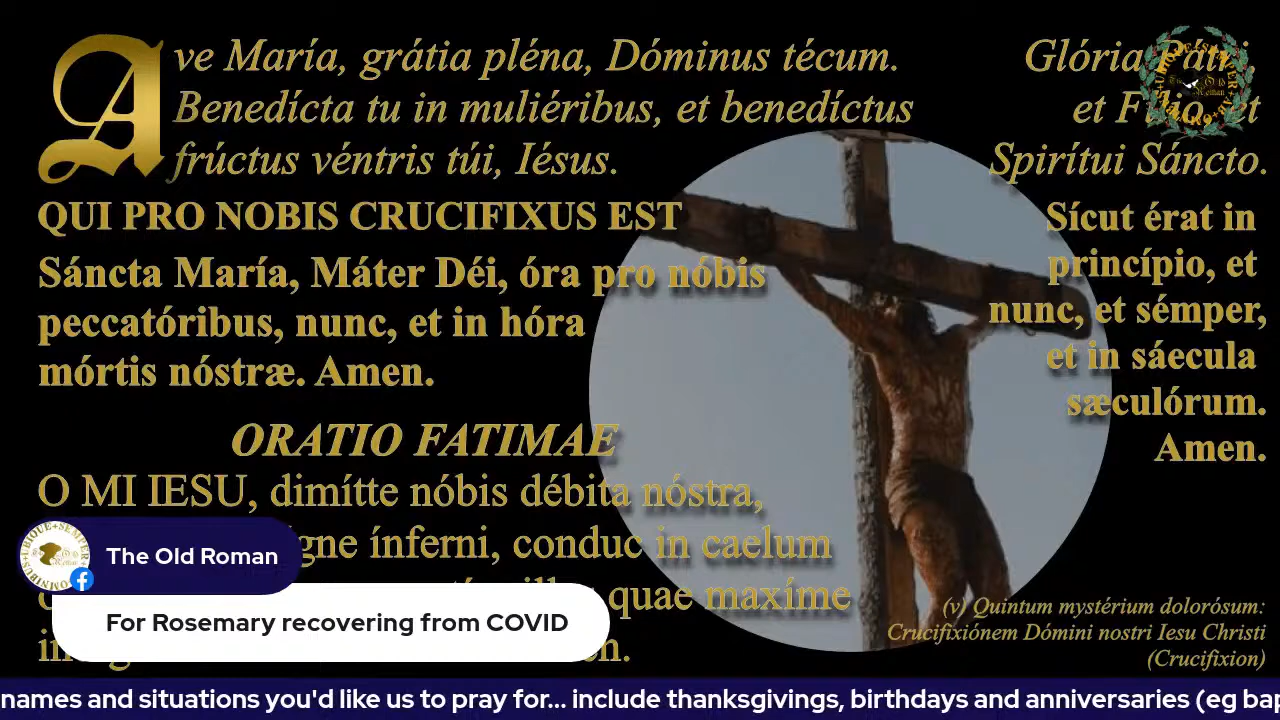 Ave María, grátia pléna, Dóminus técum.
Benedícta tu in muliéribus, et benedíctus
frúctus véntris túi, Iésus.
QUI PRO NOBIS CRUCIFIXUS EST
Sáncta María, Máter Déi, óra pro nóbis
peccatóribus, nunc, et in hóra
mórtis nóstræ. Amen.
ORATIO FATIMAE
O MI IESU, dimítte nóbis débita nóstra,
ínferni, conduc in caelum
quae maxíme
Glória
et et
Spirítui Sáncto.
Sícut érat in
princípio, et
nunc, et sémper,
et in sáecula
sæculórum.
Amen.
(v) Quintum mystérium dolorósum:
Crucifixiónem Dómini nostri Iesu Christi
(Crucifixion)
The Old Roman
For Rosemary recovering from COVID
names and situations you'd like us to pray for... include thanksgivings, birthdays and anniversaries (eg